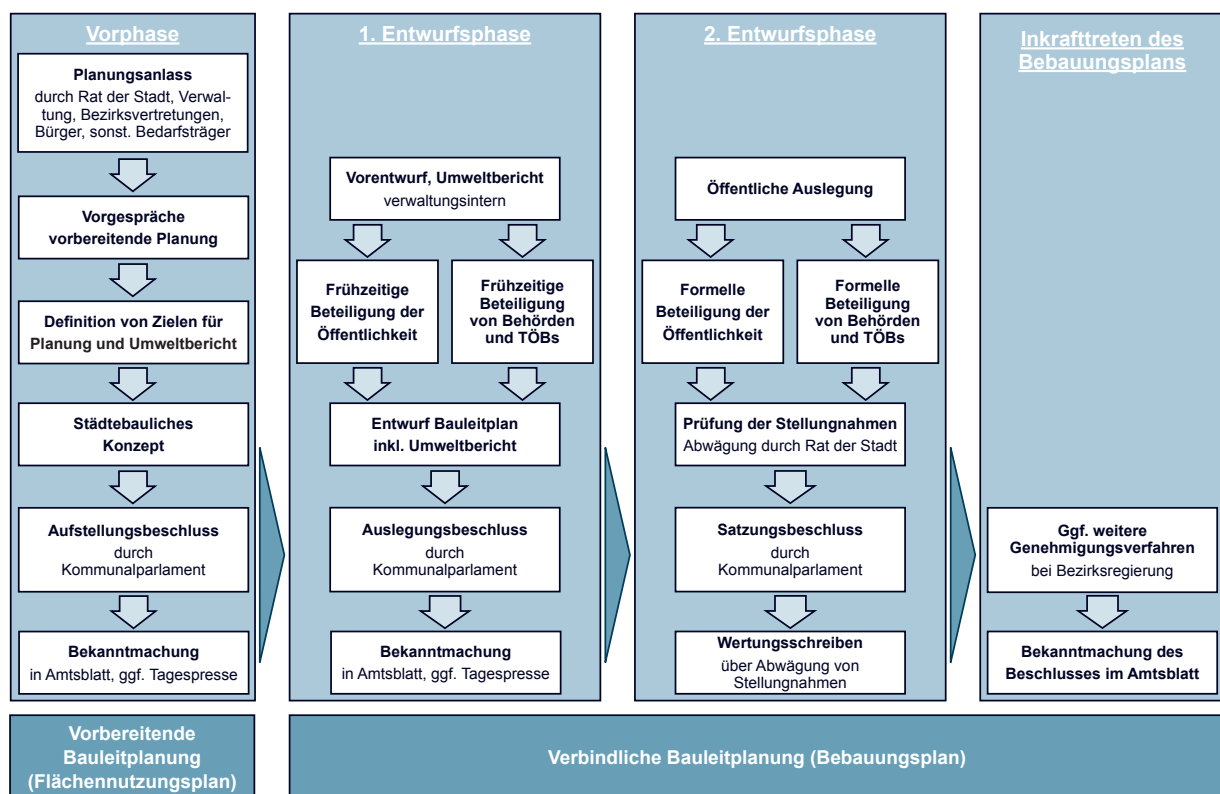 Vorphase
Planungsanlass
durch Rat der Stadt, Verwal-
tung, Bezirksvertretungen,
Bürger, sonst. Bedarfsträger
Vorgespräche
vorbereitende Planung
Definition von Zielen für
Planung und Umweltbericht
Städtebauliches
Konzept
Aufstellungsbeschluss
durch
Kommunalparlament
Bekanntmachung
in Amtsblatt, ggf. Tagespresse
1. Entwurfsphase
Vorentwurf, Umweltbericht
verwaltungsintern
Frühzeitige
Beteiligung der
Öffentlichkeit
Frühzeitige
Beteiligung
von Behörden
und TÖBs
Entwurf Bauleitplan
inkl. Umweltbericht
Auslegungsbeschluss
durch
Kommunalparlament
Bekanntmachung
in Amtsblatt, ggf. Tagespresse
2. Entwurfsphase
Öffentliche Auslegung
Formelle
Beteiligung der
Öffentlichkeit
Formelle
Beteiligung
von Behörden
und TÖBs
Prüfung der Stellungnahmen
Abwägung durch Rat der Stadt
Satzungsbeschluss
durch
Kommunalparlament
Wertungsschreiben
über Abwägung von
Stellungnahmen
Inkrafttreten des
Bebauungsplans
Ggf. weitere
Genehmigungsverfahren
bei Bezirksregierung
Bekanntmachung des
Beschlusses im Amtsblatt
Vorbereitende
Bauleitplanung
(Flächennutzungsplan)
Verbindliche Bauleitplanung (Bebauungsplan)